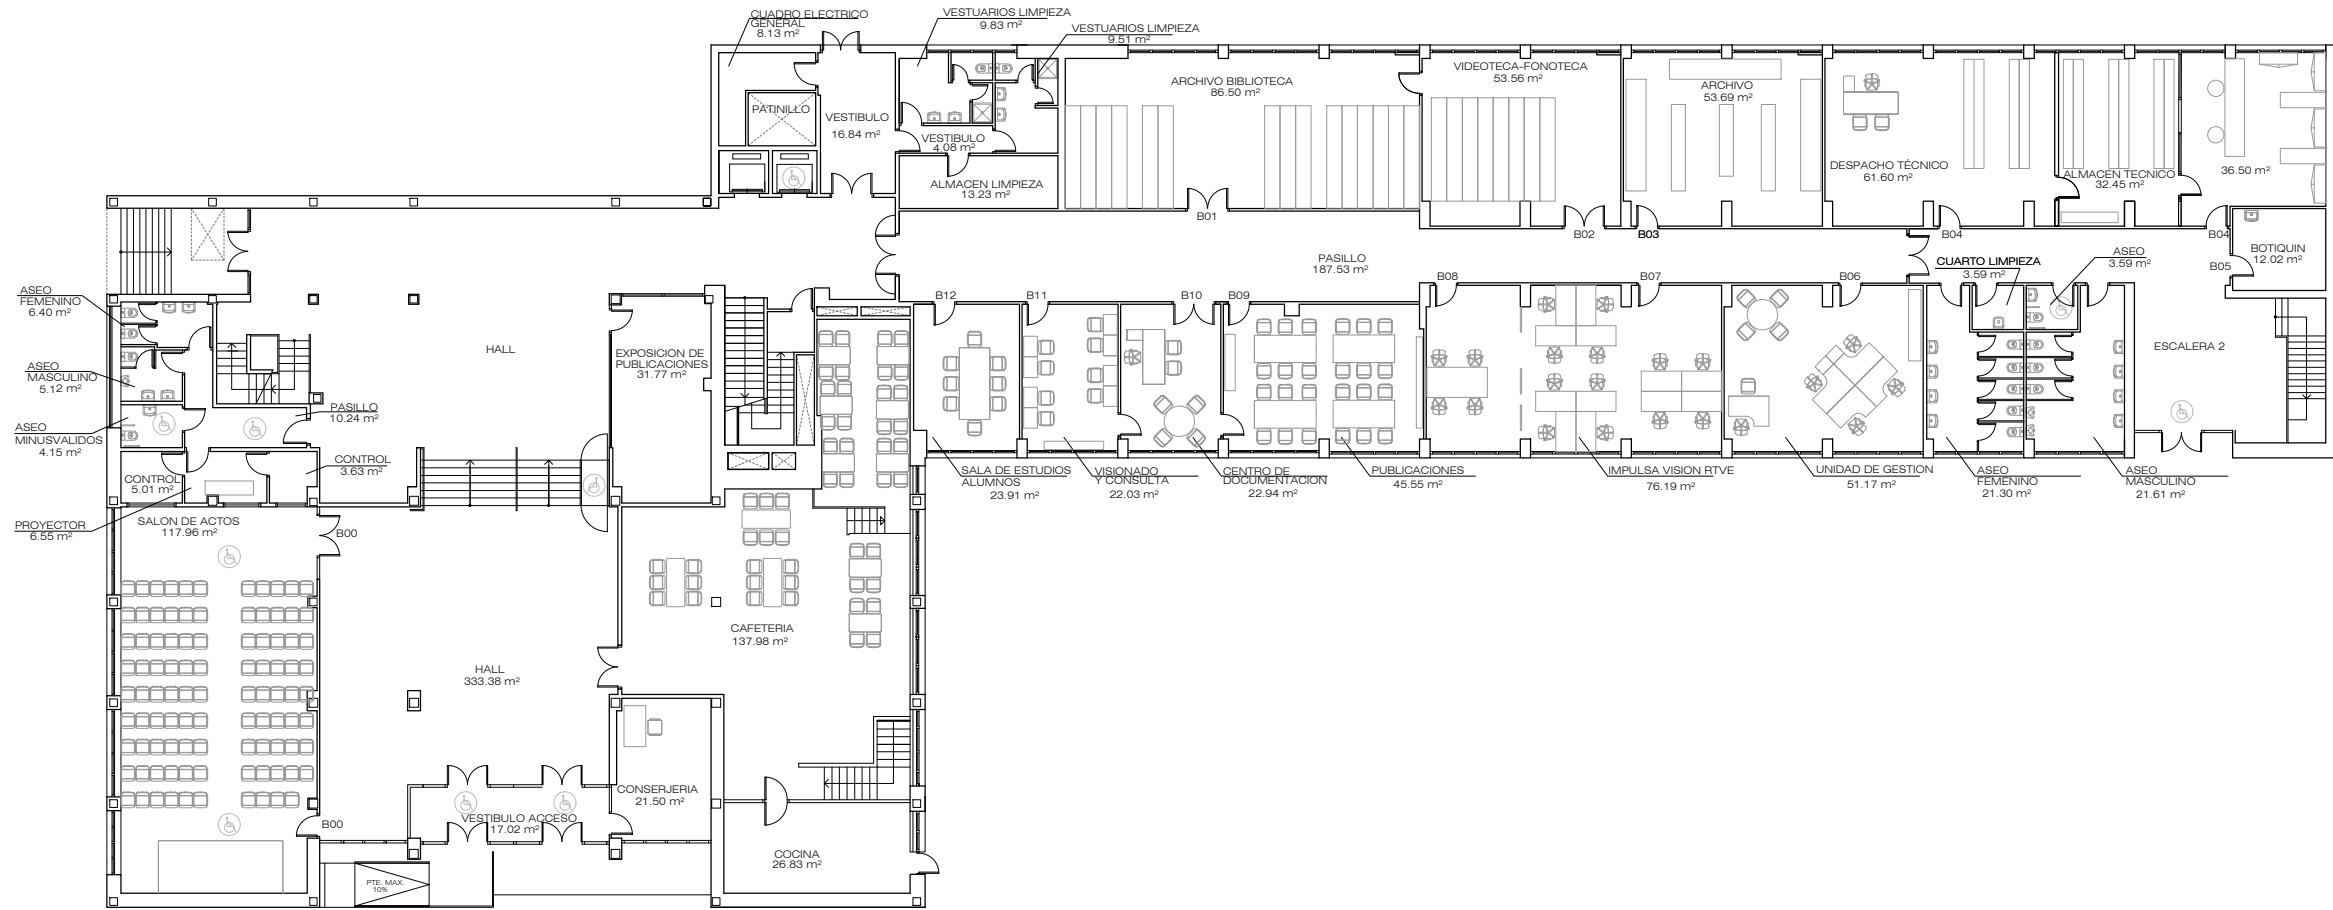 CUADRO ELECTRICO
GENERAL
8.13 m²
VESTUARIOS LIMPIEZA
9.83 m²
VESTUARIOS LIMPIEZA
9.51 m²
PATINILLO
VESTIBULO
16.84 m²
VESTIBULO
4.08 m²
ALMACEN LIMPIEZA
13.23 m²
ARCHIVO BIBLIOTECA
86.50 m²
VIDEOTECA-FONOTECA
53.56 m²
ARCHIVO
53.69 m²
DESPACHO TÉCNICO
61.60 m²
ALMACEN TECNICO
32.45 m²
36.50 m²
B01
B02
B03
B04
B04
PASILLO
187.53 m²
BOTIQUIN
12.02 m²
B05
CUARTO LIMPIEZA
3.59 m²
ASEO
3.59 m²
B12
B11
B10
B09
B08
B07
B06
ASEO
FEMENINO
6.40 m²
ASEO
MASCULINO
5.12 m²
ASEO
MINUSVALIDOS
4.15 m²
PASILLO
10.24 m²
HALL
EXPOSICION DE
PUBLICACIONES
31.77 m²
ESCALERA 2
CONTROL
5.01 m²
CONTROL
3.63 m²
PROYECTOR
6.55 m²
SALA DE ESTUDIOS
ALUMNOS
23.91 m²
VISIONADO
Y CONSULTA
22.03 m²
CENTRO DE
DOCUMENTACION
22.94 m²
PUBLICACIONES
45.55 m²
IMPULSA VISION RTVE
76.19 m²
UNIDAD DE GESTION
51.17 m²
ASEO
FEMENINO
21.30 m²
ASEO
MASCULINO
21.61 m²
SALON DE ACTOS
117.96 m²
B00
CAFETERIA
137.98 m²
HALL
333.38 m²
CONSERJERIA
21.50 m²
VESTIBULO ACCESO
17.02 m²
B00
COCINA
26.83 m²
PTE. MAX.
10%